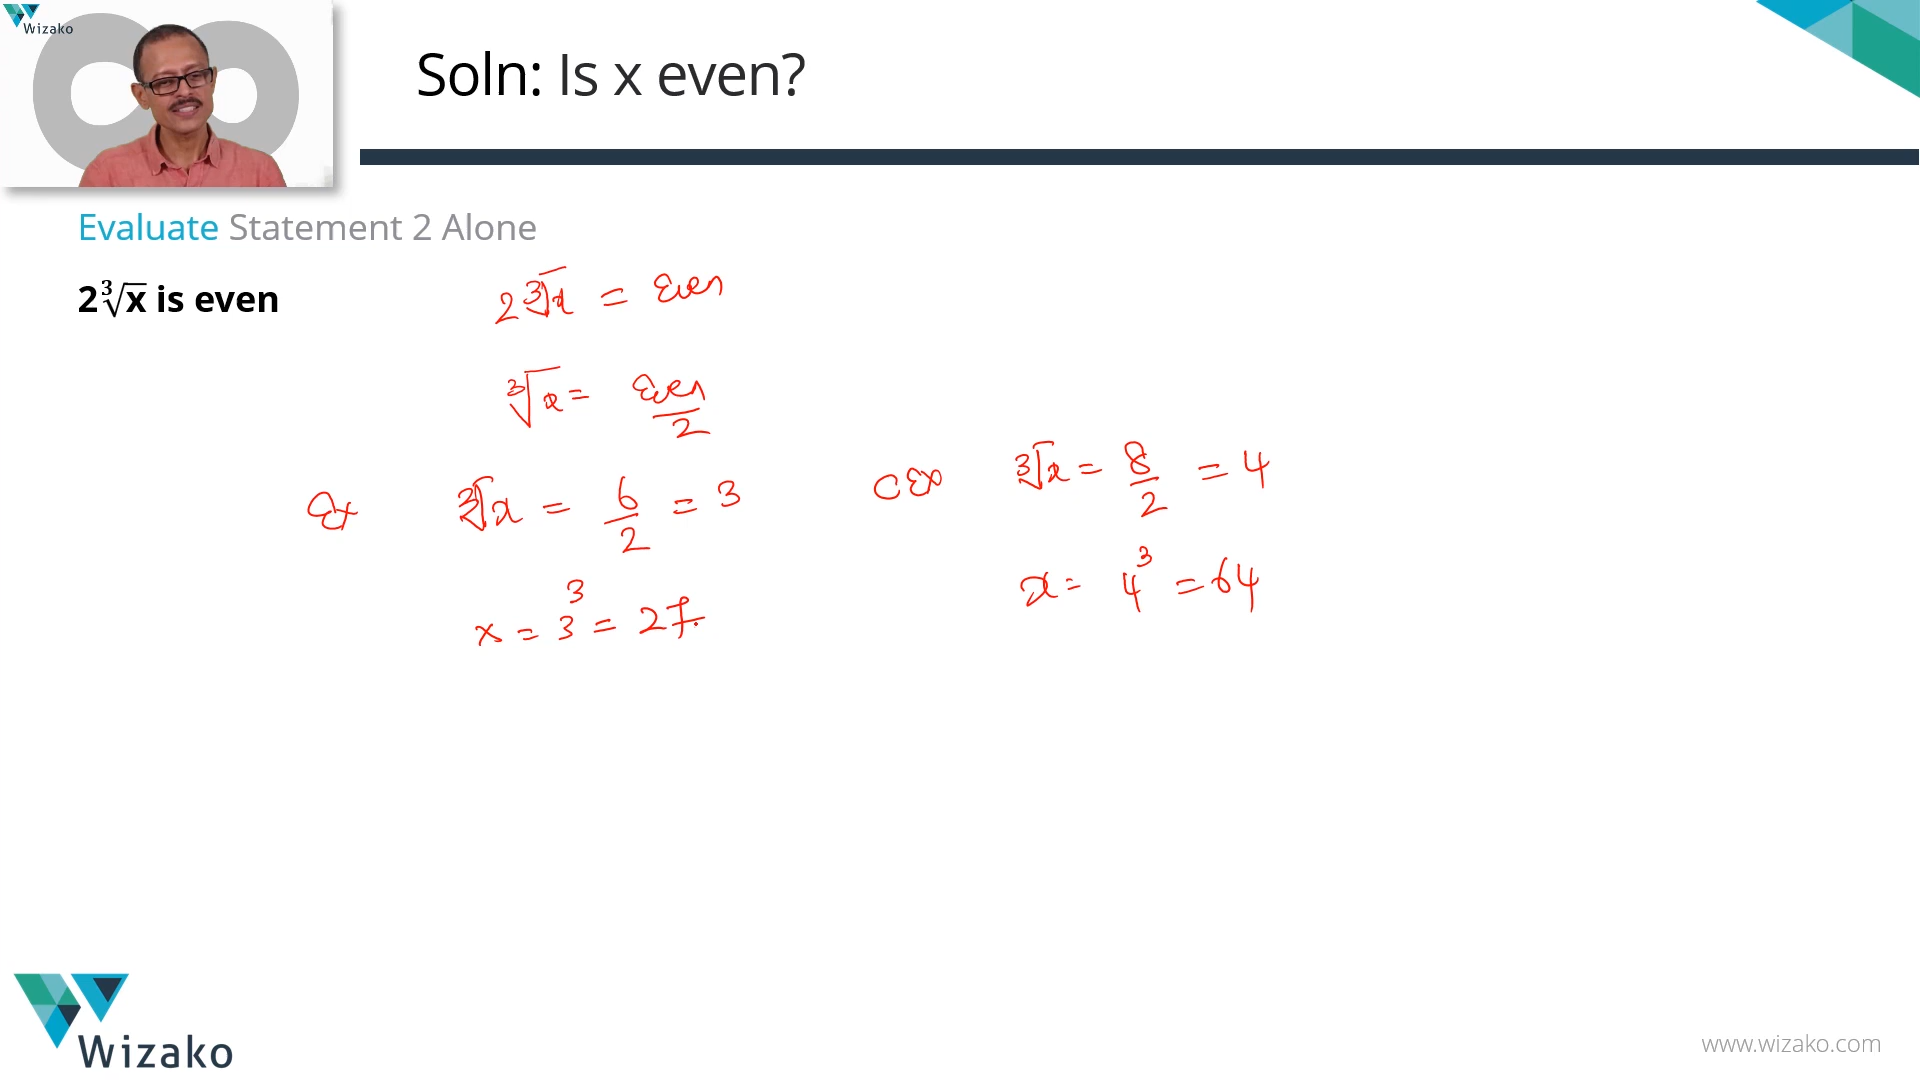 Wizako
Soln: Is x even?
Evaluate Statement 2 Alone
2∛x is even
2∛x = Even
∛x = Even/2
Ex ∛x = 6/2 = 3
x = 3³ = 27.
CEx ∛x = 8/2 = 4
x = 4³ = 64
Wizako
www.wizako.com